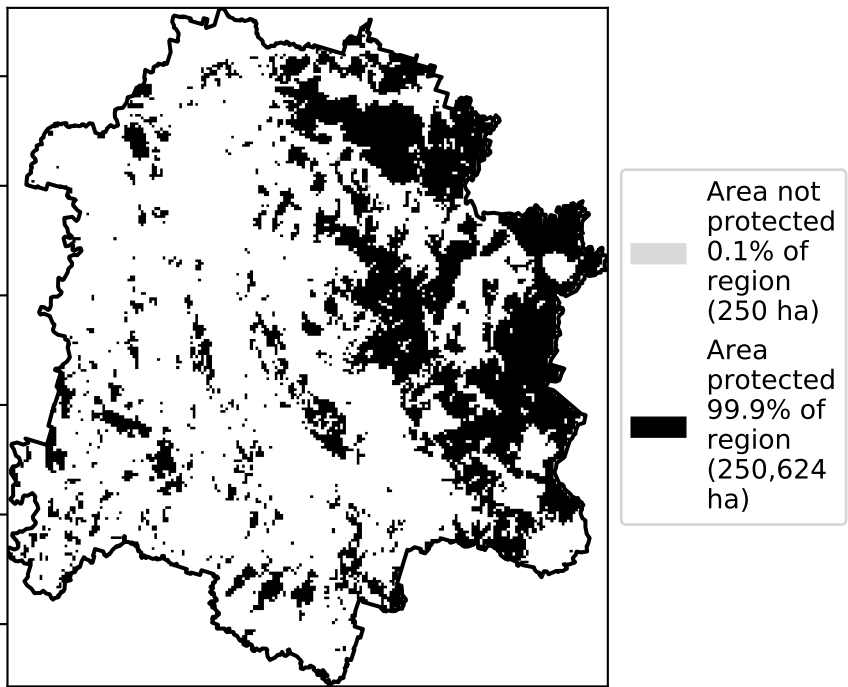 Area not
protected
0.1% of
region
(250 ha)
Area
protected
99.9% of
region
(250,624
ha)